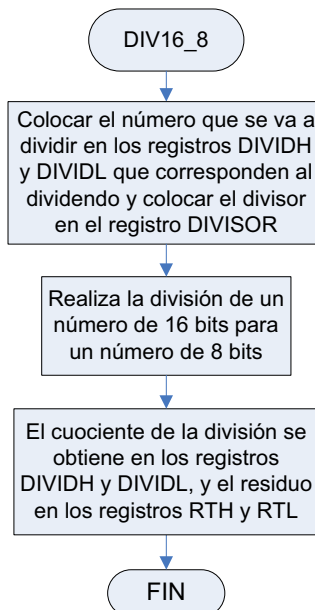 DIV16_8
Colocar el número que se va a
dividir en los registros DIVIDH
y DIVIDL que corresponden al
dividendo y colocar el divisor
en el registro DIVISOR
Realiza la división de un
número de 16 bits para
un número de 8 bits
El cuociente de la división se
obtiene en los registros
DIVIDH y DIVIDL, y el residuo
en los registros RTH y RTL
FIN